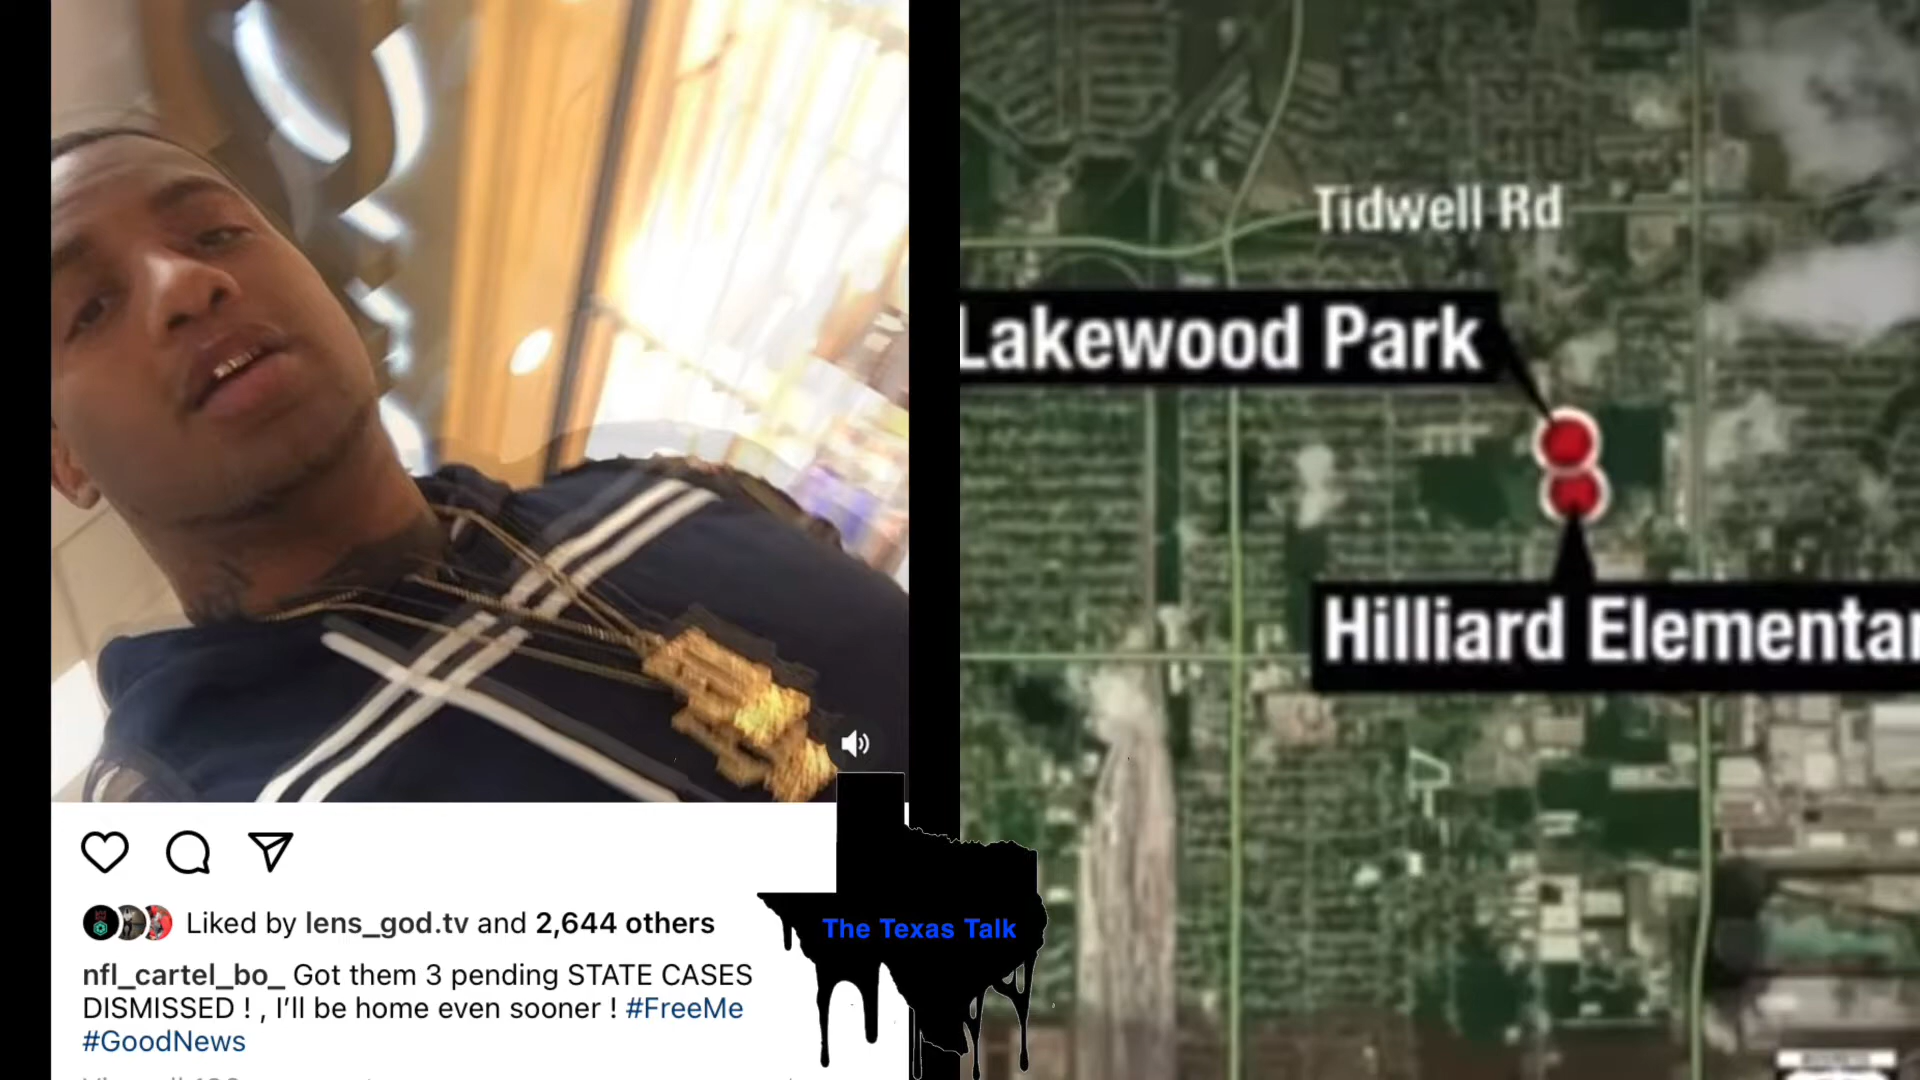 Liked by lens_god.tv and 2,644 others
nfl_cartel_bo_ Got them 3 pending STATE CASES
DISMISSED ! , I’ll be home even sooner ! #FreeMe
#GoodNews
The Texas Talk
Tidwell Rd
Lakewood Park
Hilliard Elementar